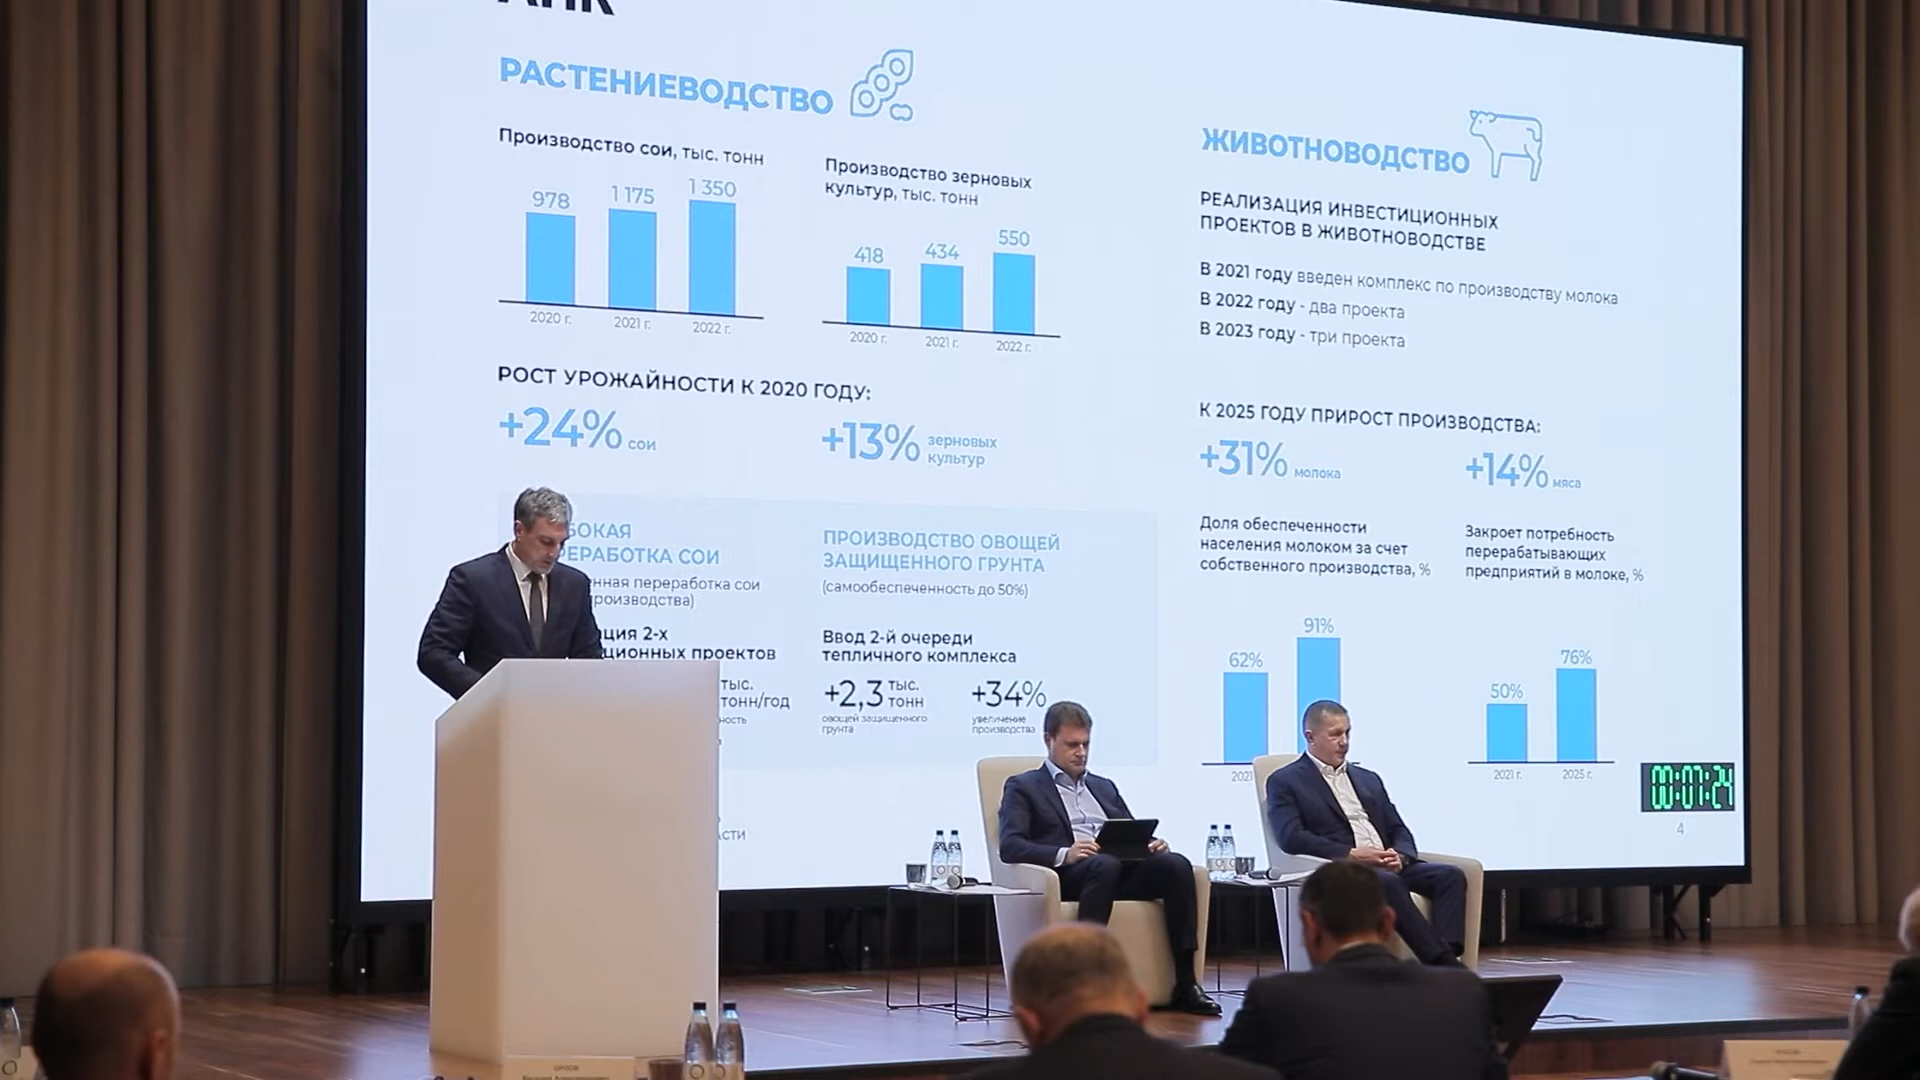 АПК
РАСТЕНИЕВОДСТВО
Производство сои, тыс. тонн
978
1 175
1 350
2020 г.
2021 г.
2022 г.
Производство зерновых
культур, тыс. тонн
418
434
550
2020 г.
2021 г.
2022 г.
РОСТ УРОЖАЙНОСТИ К 2020 ГОДУ:
+24% сои
+13% зерновых
культур
БОКАЯ
РЕРАБОТКА СОИ
енная переработка сои
производства)
ция 2-х
ционных проектов
тыс.
тонн/год
ность
АСТИ
ПРОИЗВОДСТВО ОВОЩЕЙ
ЗАЩИЩЕННОГО ГРУНТА
(самообеспеченность до 50%)
Ввод 2-й очереди
тепличного комплекса
+2,3 тыс.
тонн
овощей защищенного
грунта
+34%
увеличение
производства
ЖИВОТНОВОДСТВО
РЕАЛИЗАЦИЯ ИНВЕСТИЦИОННЫХ
ПРОЕКТОВ В ЖИВОТНОВОДСТВЕ
В 2021 году введен комплекс по производству молока
В 2022 году - два проекта
В 2023 году - три проекта
К 2025 ГОДУ ПРИРОСТ ПРОИЗВОДСТВА:
+31% молока
+14% мяса
Доля обеспеченности
населения молоком за счет
собственного производства, %
62%
91%
2021
Закроет потребность
перерабатывающих
предприятий в молоке, %
50%
76%
2021 г.
2025 г.
00:07:24
4
ОРЛОВ